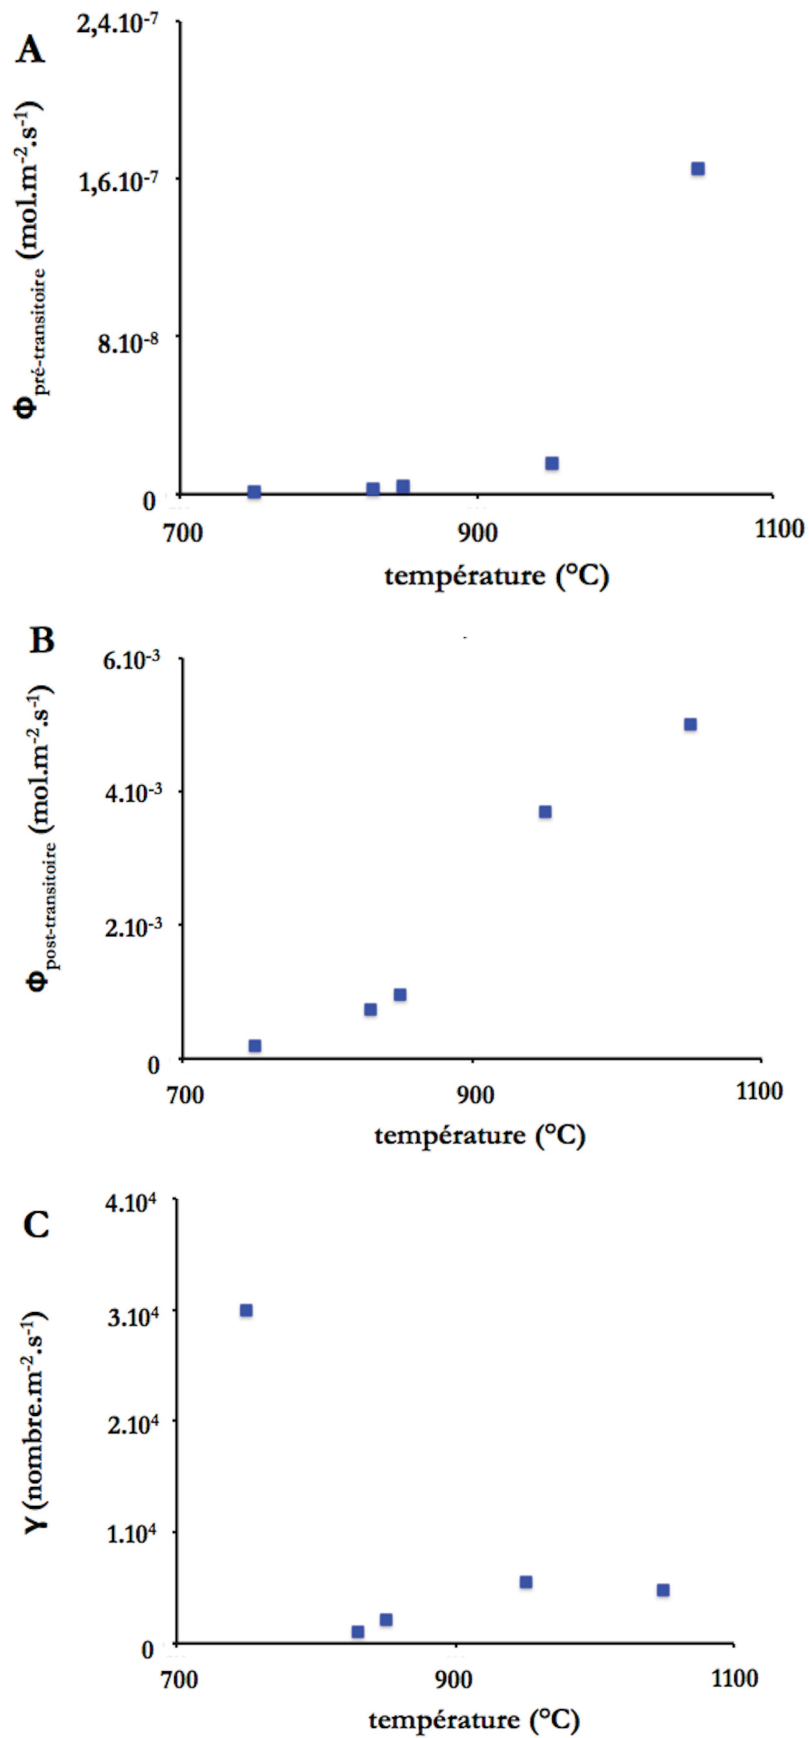 A
2,4.10-7
1,6.10-7
8.10-8
0
Φpré-transitoire (mol.m-2.s-1)
700
900
1100
température (°C)
B
6.10-3
4.10-3
2.10-3
0
Φpost-transitoire (mol.m-2.s-1)
700
900
1100
température (°C)
C
4.104
3.104
2.104
1.104
0
γ (nombre.m-2.s-1)
700
900
1100
température (°C)